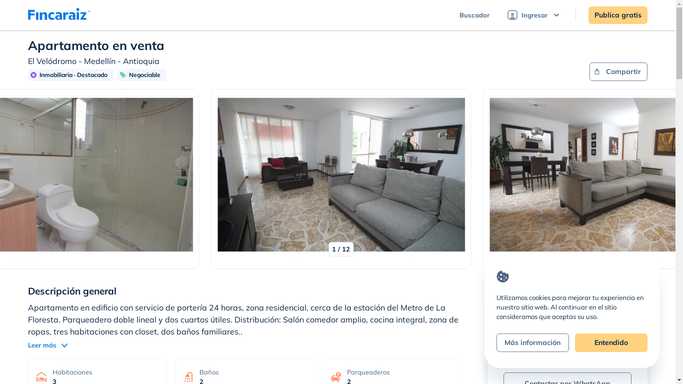 Fincaraiz
Buscador
Ingresar
Publica gratis
Apartamento en venta
El Velódromo - Medellín - Antioquia
Inmobiliaria · Destacado
Negociable
Compartir
1 / 12
Descripción general
Apartamento en edificio con servicio de portería 24 horas, zona residencial, cerca de la estación del Metro de La
Floresta, Parqueadero doble lineal y dos cuartos útiles. Distribución: Salón comedor amplio, cocina integral, zona de
ropas, tres habitaciones con closet, dos baños familiares..
Leer más
Habitaciones
3
Baños
2
Parqueaderos
2
Utilizamos cookies para mejorar tu experiencia en
nuestro sitio web. Al continuar en el sitio
consideramos que aceptas su uso.
Más información
Entendido
Contactar por WhatsApp